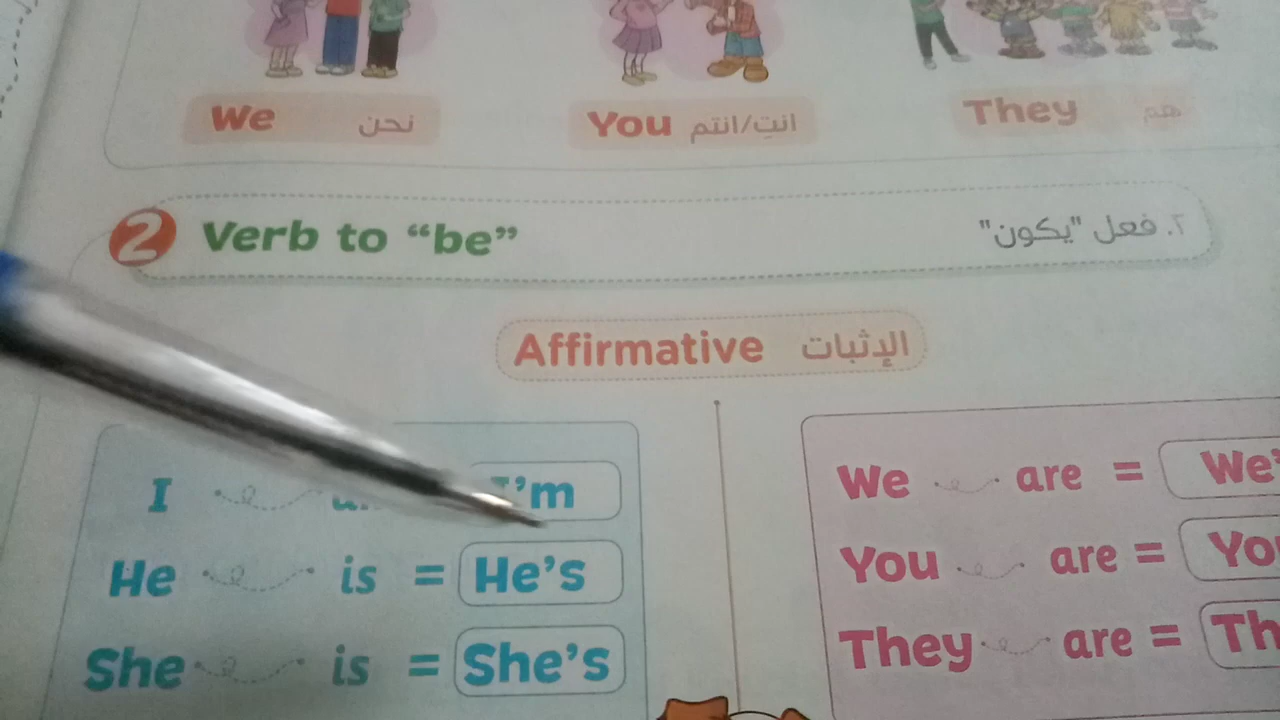 We نحن
You انتِ/انتم
They هم
2 Verb to “be”
٢. فعل "يكون"
Affirmative الإثبات
I I’m
He is = He’s
She is = She’s
We are = We’
You are =
They are =